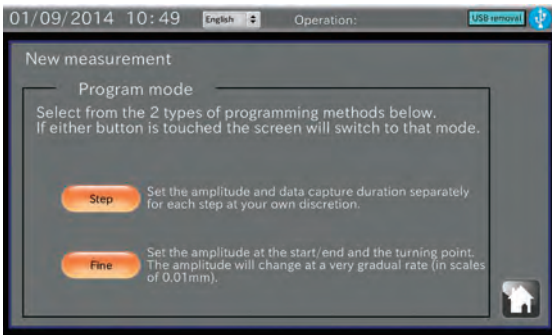 01/09/2014 10:49 English Operation: USB removal
New measurement
Program mode
Select from the 2 types of programming methods below.
If either button is touched the screen will switch to that mode.
Step
Set the amplitude and data capture duration separately
for each step at your own discretion.
Fine
Set the amplitude at the start/end and the turning point.
The amplitude will change at a very gradual rate (in scales
of 0.01mm).